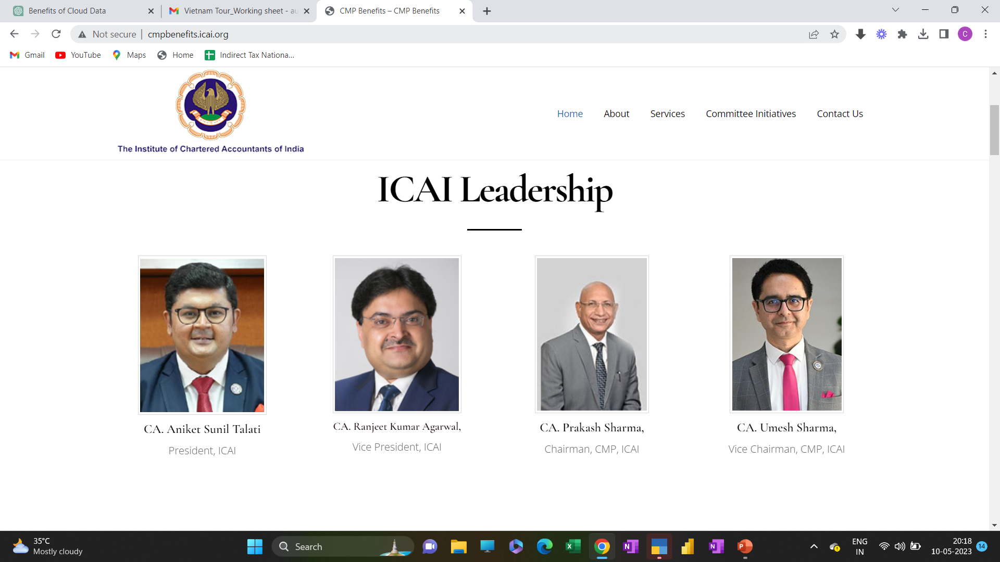 Benefits of Cloud Data
Vietnam Tour_Working sheet - au
CMP Benefits – CMP Benefits
Not secure | cmpbenefits.icai.org
C
Gmail
YouTube
Maps
Home
Indirect Tax Nationa...
The Institute of Chartered Accountants of India
Home
About
Services
Committee Initiatives
Contact Us
ICAI Leadership
CA. Aniket Sunil Talati
President, ICAI
CA. Ranjeet Kumar Agarwal,
Vice President, ICAI
CA. Prakash Sharma,
Chairman, CMP, ICAI
CA. Umesh Sharma,
Vice Chairman, CMP, ICAI
35°C
Mostly cloudy
Search
ENG
IN
20:18
10-05-2023
14